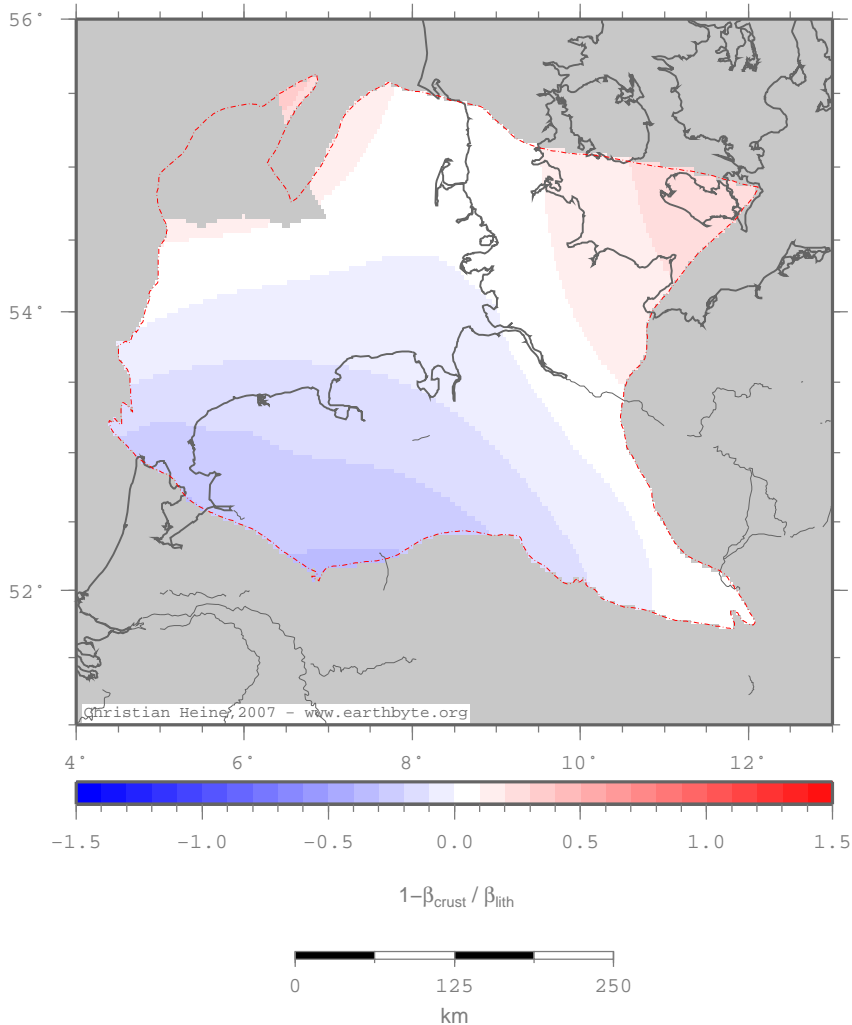 56°
54°
52°
Christian Heine,2007 - www.earthbyte.org
4° 6° 8° 10° 12°
-1.5 -1.0 -0.5 0.0 0.5 1.0 1.5
1-βcrust / βlith
0 125 250
km